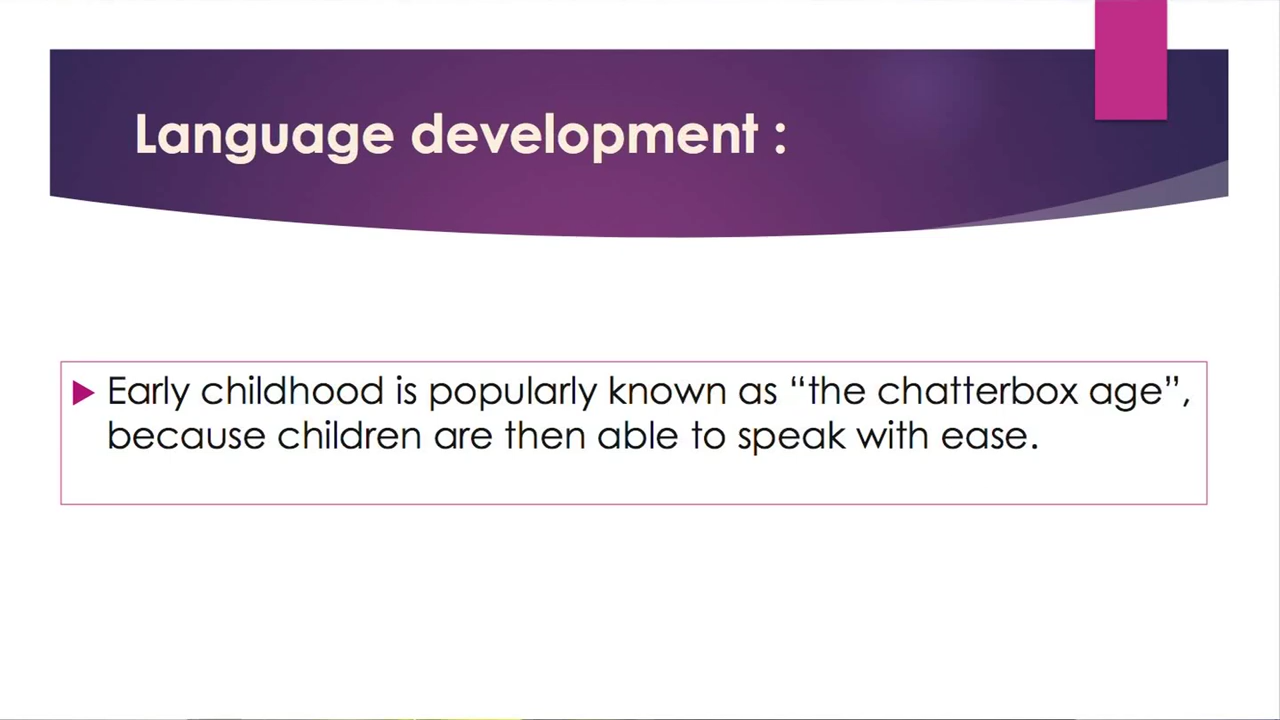 Language development :
Early childhood is popularly known as “the chatterbox age”,
because children are then able to speak with ease.